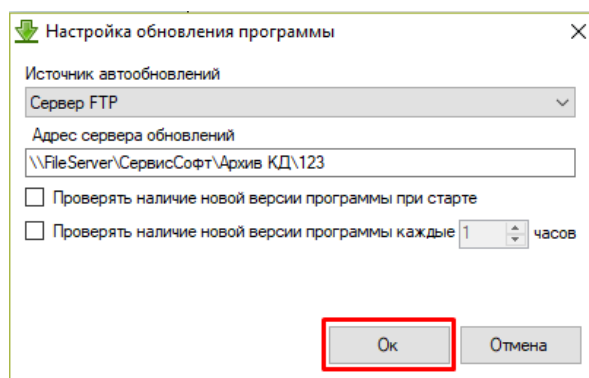 Настройка обновления программы
Источник автообновлений
Сервер FTP
Адрес сервера обновлений
\\FileServer\СервисСофт\Архив КД\123
Проверять наличие новой версии программы при старте
Проверять наличие новой версии программы каждые 1 часов
Ок Отмена